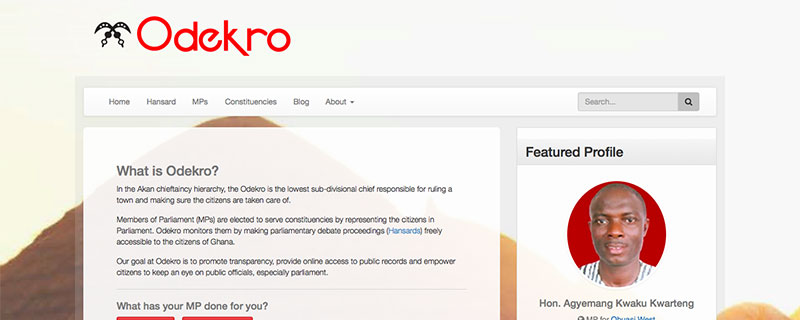 Odekro
Home Hansard MPs Constituencies Blog About
Search...
What is Odekro?
In the Akan chieftaincy hierarchy, the Odekro is the lowest sub-divisional chief responsible for ruling a
town and making sure the citizens are taken care of.
Members of Parliament (MPs) are elected to serve constituencies by representing the citizens in
Parliament. Odekro monitors them by making parliamentary debate proceedings (Hansards) freely
accessible to the citizens of Ghana.
Our goal at Odekro is to promote transparency, provide online access to public records and empower
citizens to keep an eye on public officials, especially parliament.
What has your MP done for you?
Featured Profile
Hon. Agyemang Kwaku Kwarteng
MP for Obuasi West